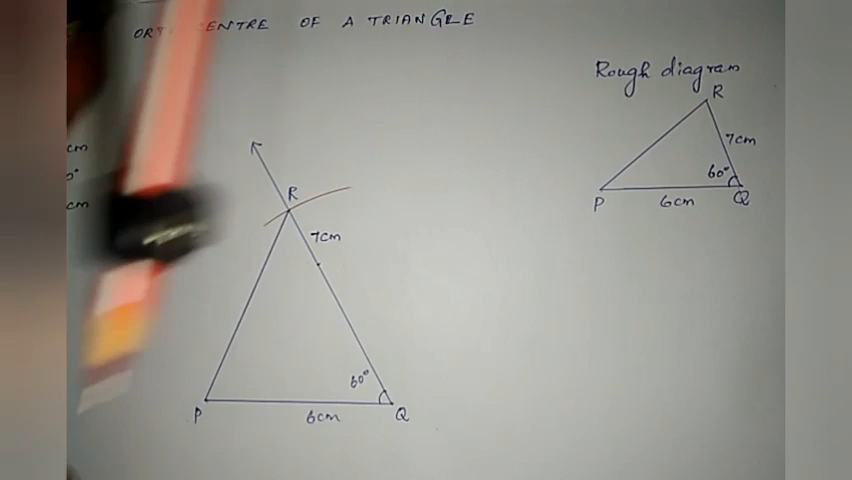 ENTRE OF A TRIANGLE
Rough diagram
R
7cm
60°
P
6cm
Q
cm
cm
R
7cm
60°
P
6cm
Q